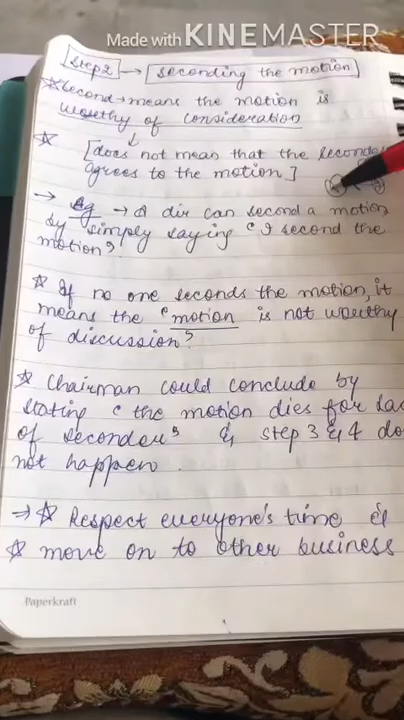 Made with KINEMASTER
Step 2 → Seconding the motion
* Second → means the motion is
worthy of consideration
↓
* [does not mean that the seconder
agrees to the motion]
→ eg → A dir can second a motion
by simply saying "I second the
motion"
* If no one seconds the motion, it
means the "motion is not worthy
of discussion"
* Chairman could conclude by
stating "the motion dies for lac
of seconder" & step 3 & 4 do
not happen.
→ * Respect everyone's time &
* move on to other business
Paperkraft